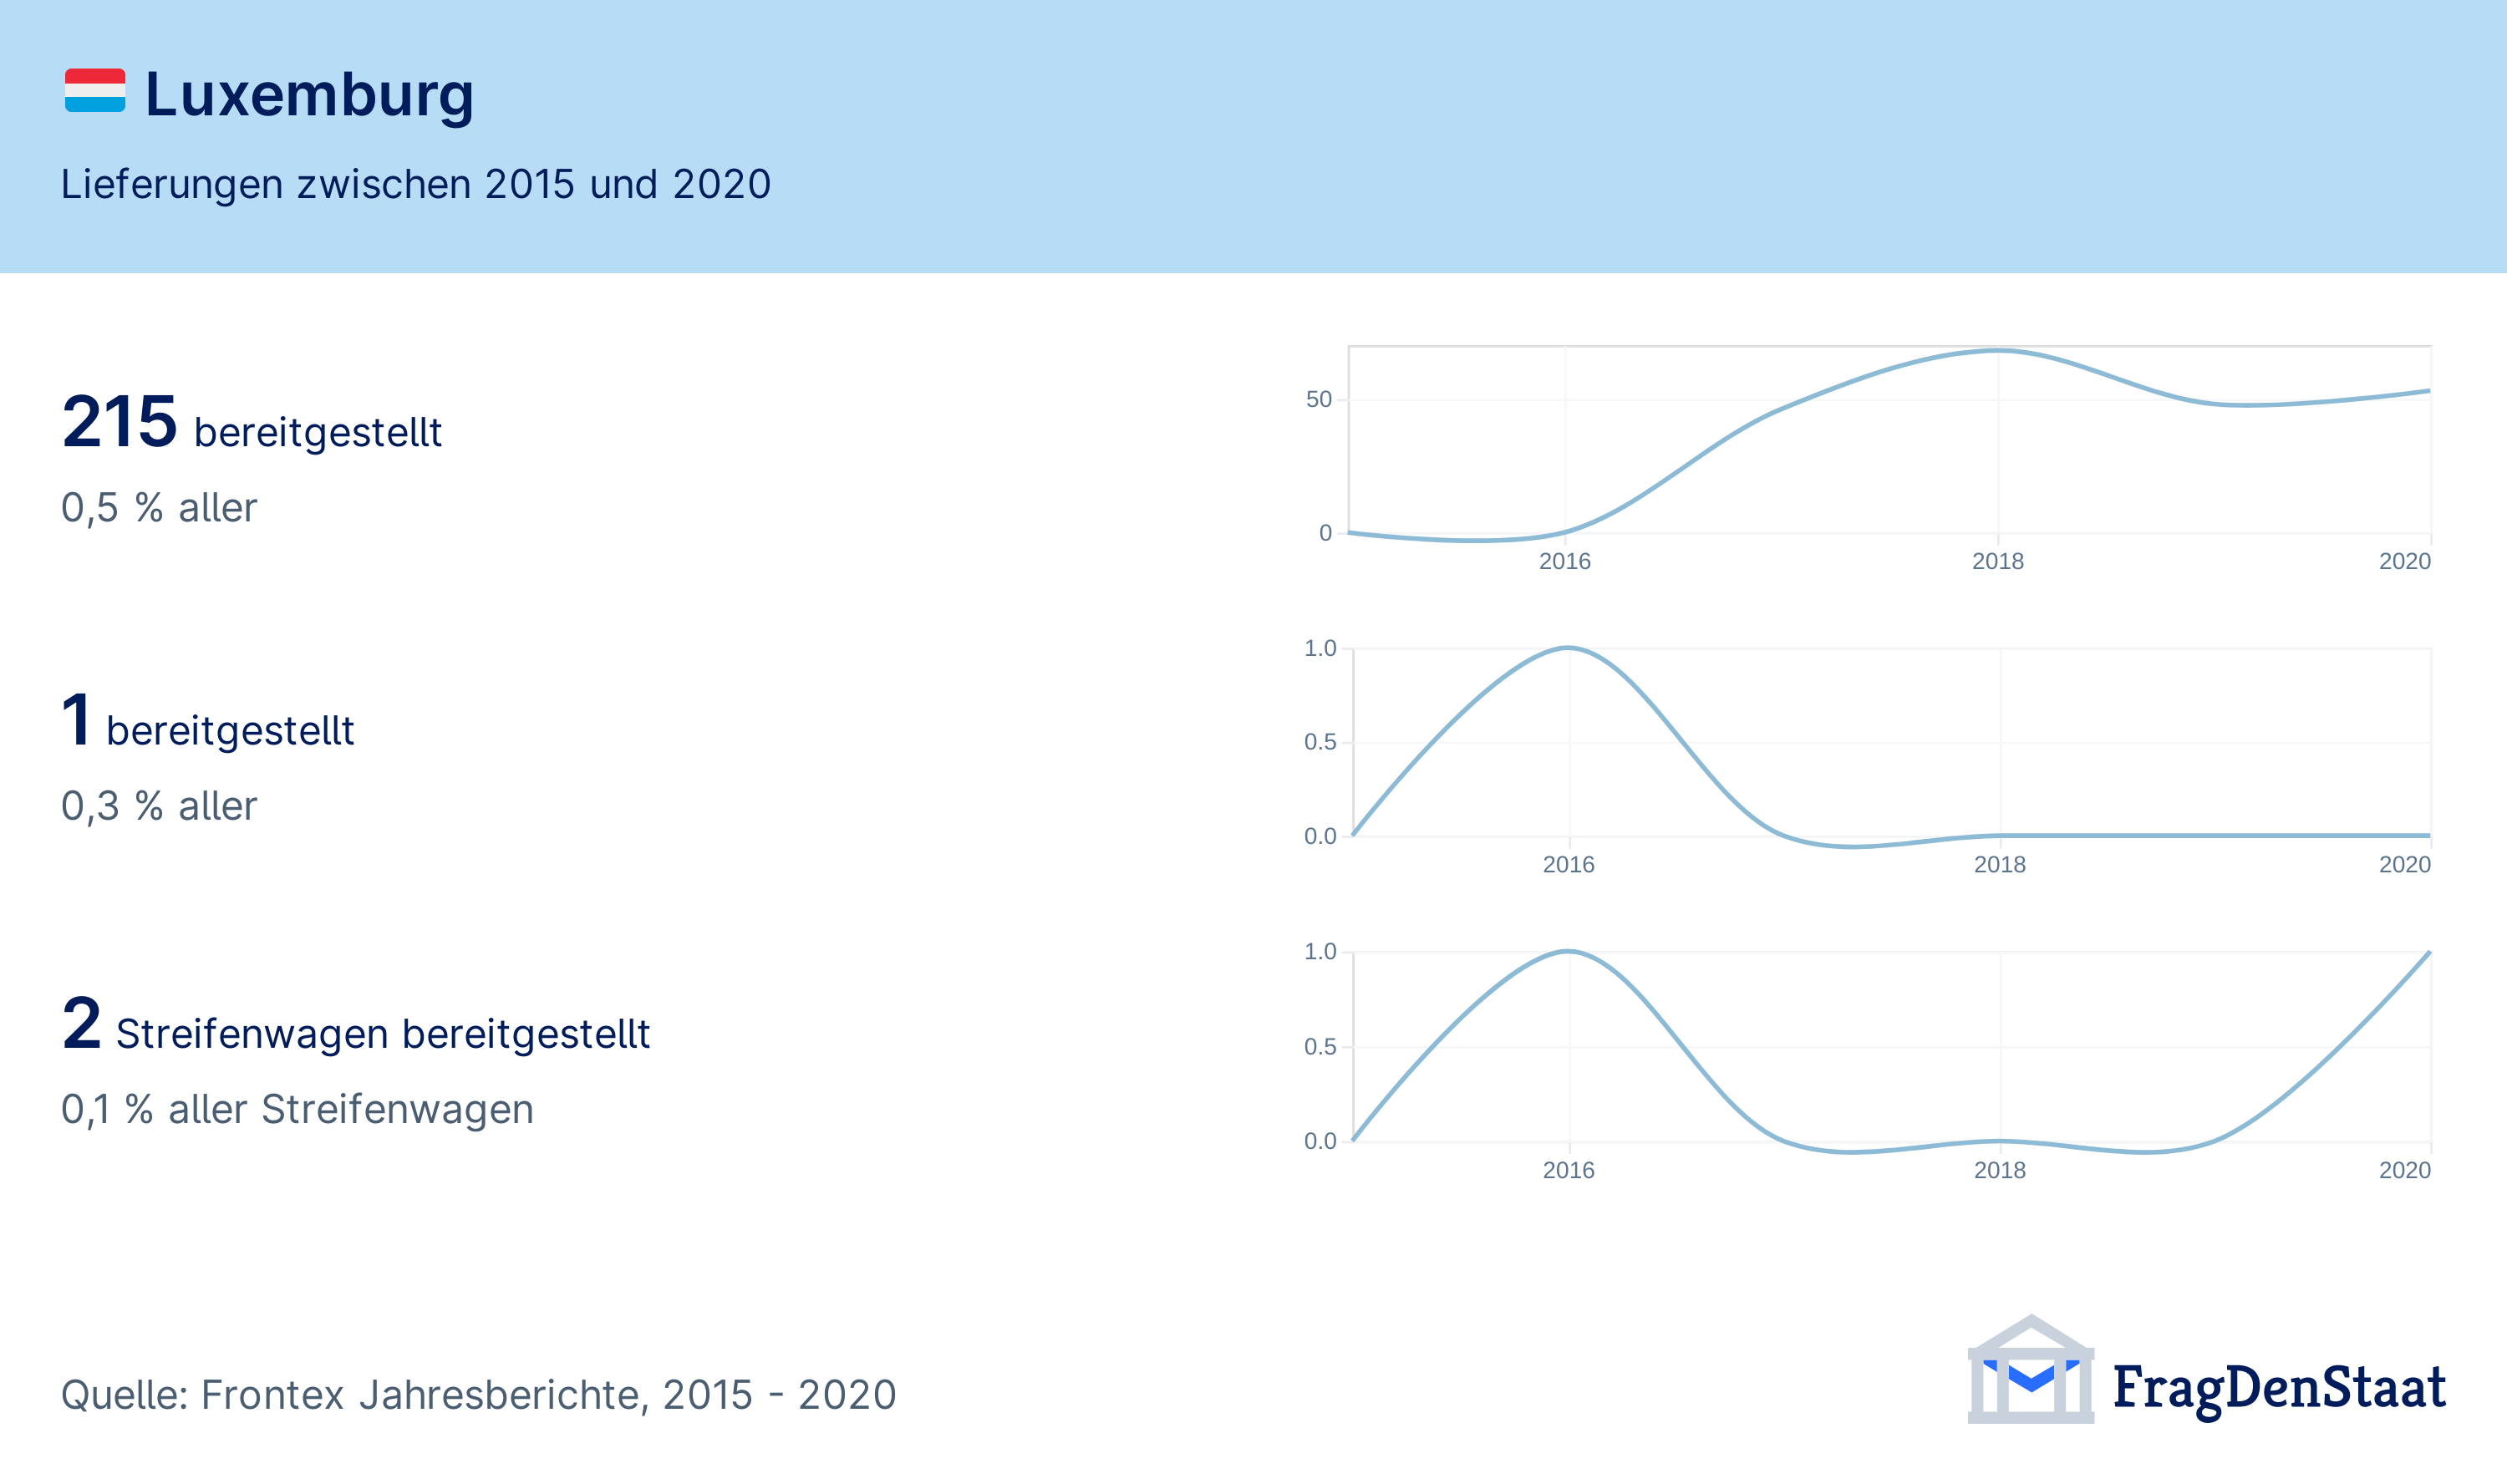 Luxemburg
Lieferungen zwischen 2015 und 2020
215 bereitgestellt
0,5 % aller
50
0
2016 2018 2020
1 bereitgestellt
0,3 % aller
1.0
0.5
0.0
2016 2018 2020
2 Streifenwagen bereitgestellt
0,1 % aller Streifenwagen
1.0
0.5
0.0
2016 2018 2020
Quelle: Frontex Jahresberichte, 2015 - 2020
FragDenStaat